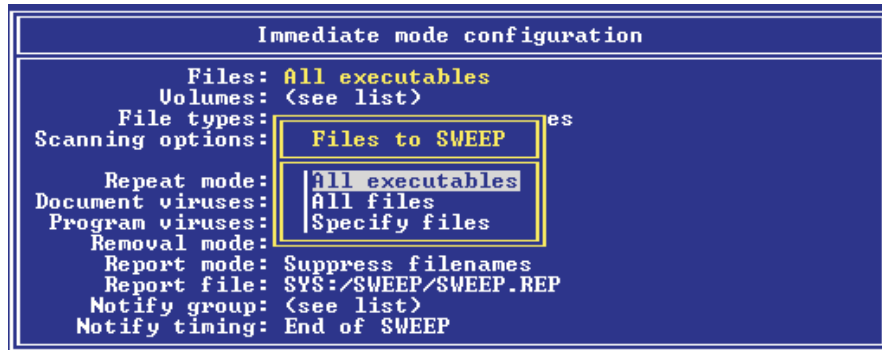 Immediate mode configuration
Files: All executables
Volumes: (see list)
File types: es
Scanning options:
Files to SWEEP
Repeat mode:
All executables
Document viruses:
All files
Program viruses:
Specify files
Removal mode:
Report mode: Suppress filenames
Report file: SYS:/SWEEP/SWEEP.REP
Notify group: (see list)
Notify timing: End of SWEEP